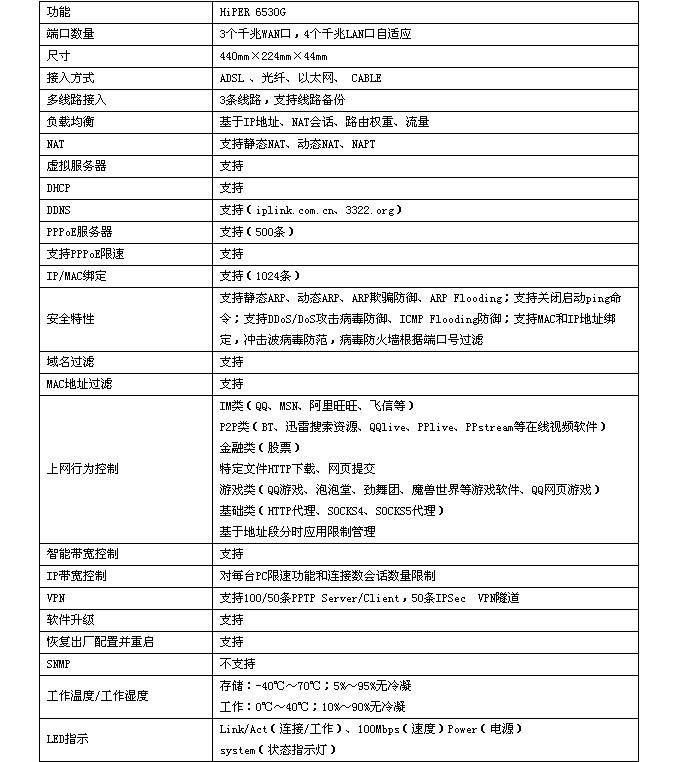 功能 HiPER 6530G
端口数量 3个千兆WAN口，4个千兆LAN口自适应
尺寸 440mm×224mm×44mm
接入方式 ADSL 、光纤、以太网、 CABLE
多线路接入 3条线路，支持线路备份
负载均衡 基于IP地址、NAT会话、路由权重、流量
NAT 支持静态NAT、动态NAT、NAPT
虚拟服务器 支持
DHCP 支持
DDNS 支持（iplink.com.cn、3322.org）
PPPoE服务器 支持（500条）
支持PPPoE限速 支持
IP/MAC绑定 支持（1024条）
安全特性
支持静态ARP、动态ARP、ARP欺骗防御、ARP Flooding；支持关闭启动ping命
令；支持DDoS/DoS攻击病毒防御、ICMP Flooding防御；支持MAC和IP地址绑
定，冲击波病毒防范，病毒防火墙根据端口号过滤
域名过滤 支持
MAC地址过滤 支持
上网行为控制
IM类（QQ、MSN、阿里旺旺、飞信等）
P2P类（BT、迅雷搜索资源、QQlive、PPlive、PPstream等在线视频软件）
金融类（股票）
特定文件HTTP下载、网页提交
游戏类（QQ游戏、泡泡堂、劲舞团、魔兽世界等游戏软件、QQ网页游戏）
基础类（HTTP代理、SOCKS4、SOCKS5代理）
基于地址段分时应用限制管理
智能带宽控制 支持
IP带宽控制 对每台PC限速功能和连接数会话数量限制
VPN 支持100/50条PPTP Server/Client，50条IPSec VPN隧道
软件升级 支持
恢复出厂配置并重启 支持
SNMP 不支持
工作温度/工作湿度
存储：-40℃～70℃；5%～95%无冷凝
工作：0℃～40℃；10%～90%无冷凝
LED指示
Link/Act（连接/工作）、100Mbps（速度）Power（电源）
system（状态指示灯）